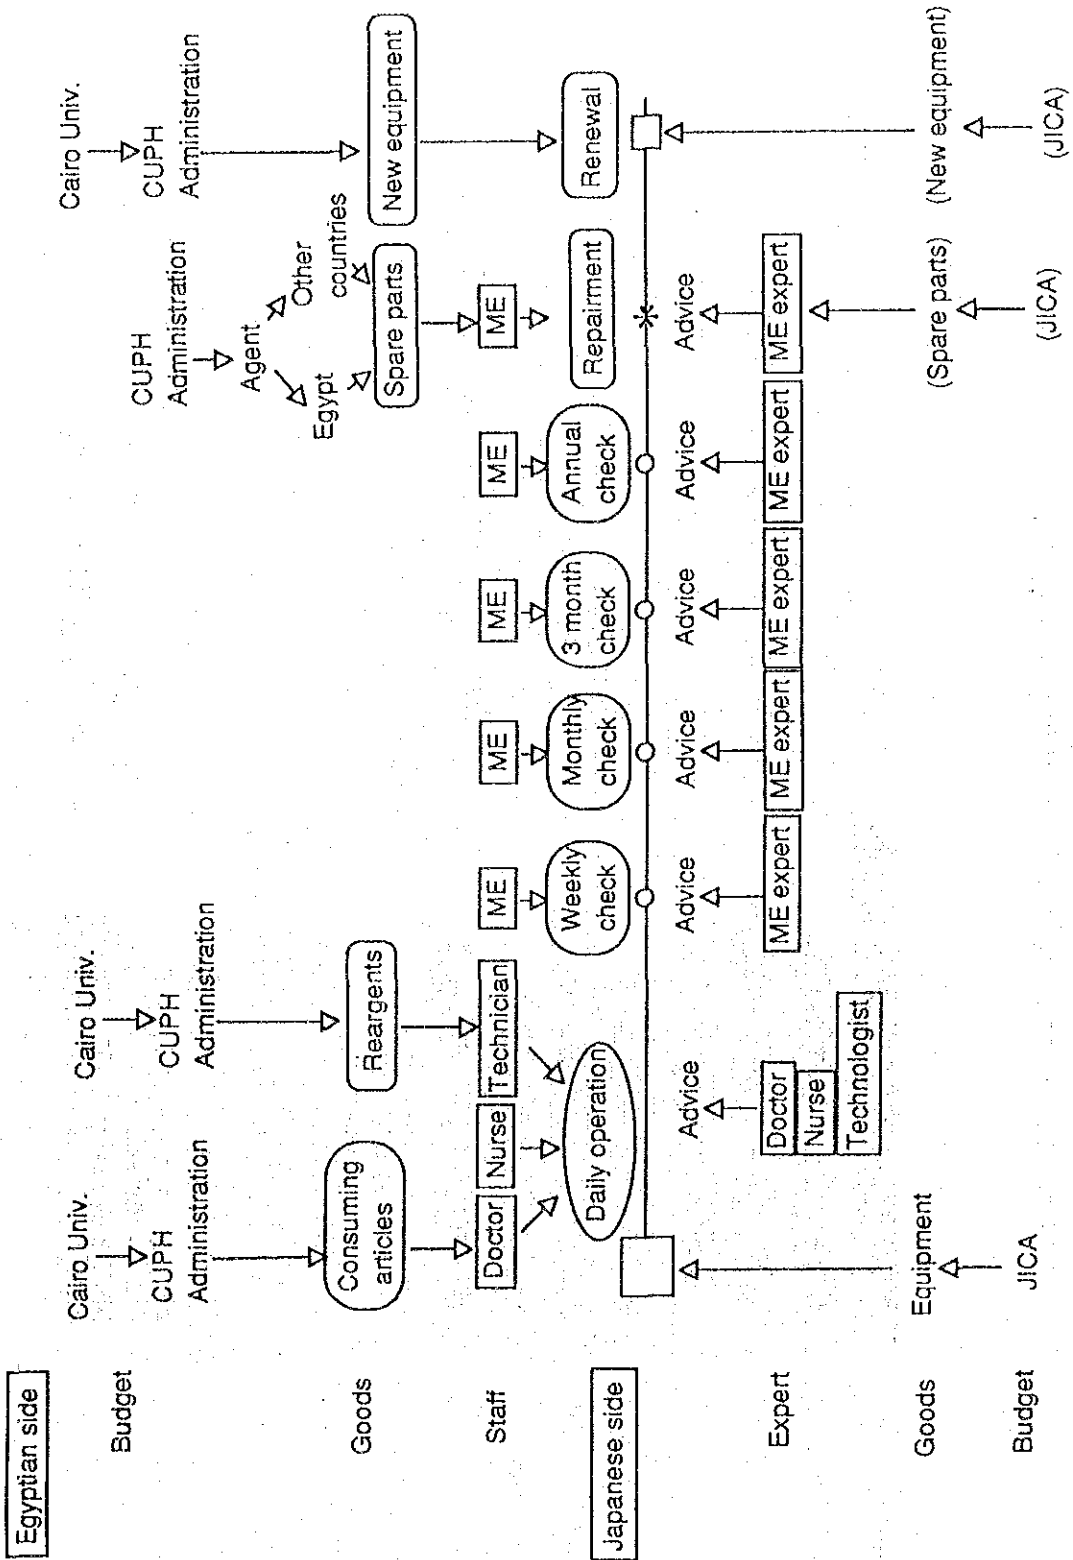 Egyptian side
Budget
Cairo Univ.
CUPH
Administration
Cairo Univ.
CUPH
Administration
CUPH
Administration
Agent
Egypt
Other
countries
Cairo Univ.
CUPH
Administration
Goods
Consuming
articles
Reargents
Spare parts
New equipment
Staff
Doctor
Nurse
Technician
ME
ME
ME
ME
ME
Daily operation
Weekly
check
Monthly
check
3 month
check
Annual
check
Repairment
Renewal
Japanese side
Advice
Advice
Advice
Advice
Advice
Advice
Expert
Doctor
Nurse
Technologist
ME expert
ME expert
ME expert
ME expert
ME expert
Goods
Equipment
(Spare parts)
(New equipment)
Budget
JICA
(JICA)
(JICA)